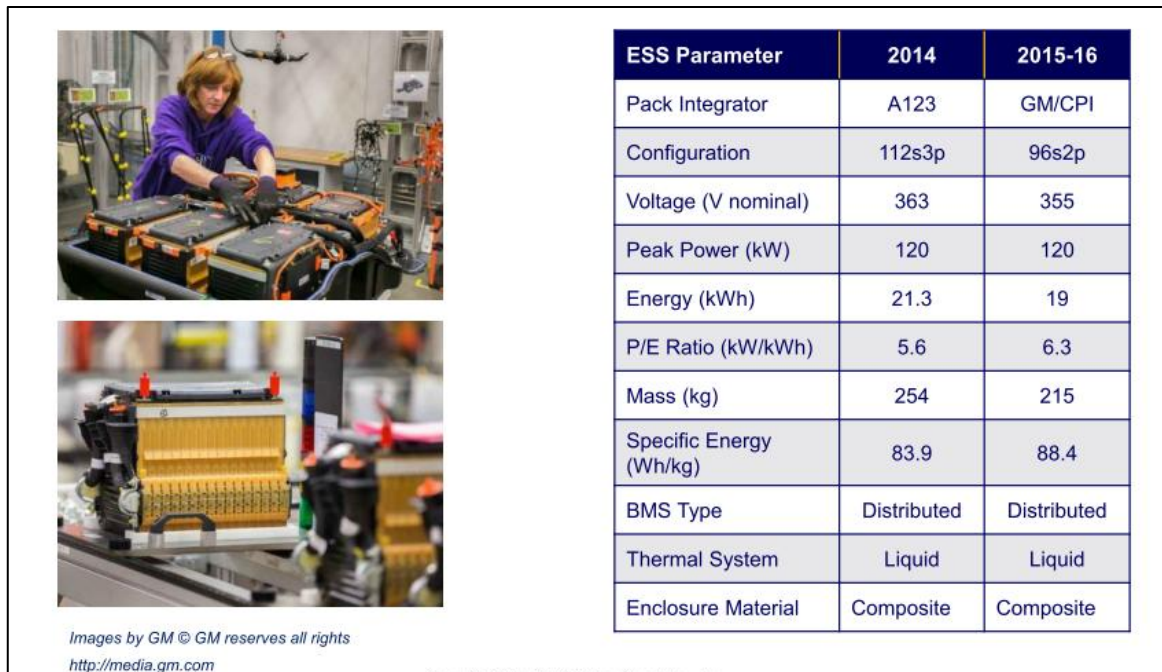 ESS Parameter 2014 2015-16
Pack Integrator A123 GM/CPI
Configuration 112s3p 96s2p
Voltage (V nominal) 363 355
Peak Power (kW) 120 120
Energy (kWh) 21.3 19
P/E Ratio (kW/kWh) 5.6 6.3
Mass (kg) 254 215
Specific Energy
(Wh/kg) 83.9 88.4
BMS Type Distributed Distributed
Thermal System Liquid Liquid
Enclosure Material Composite Composite
Images by GM © GM reserves all rights
http://media.gm.com